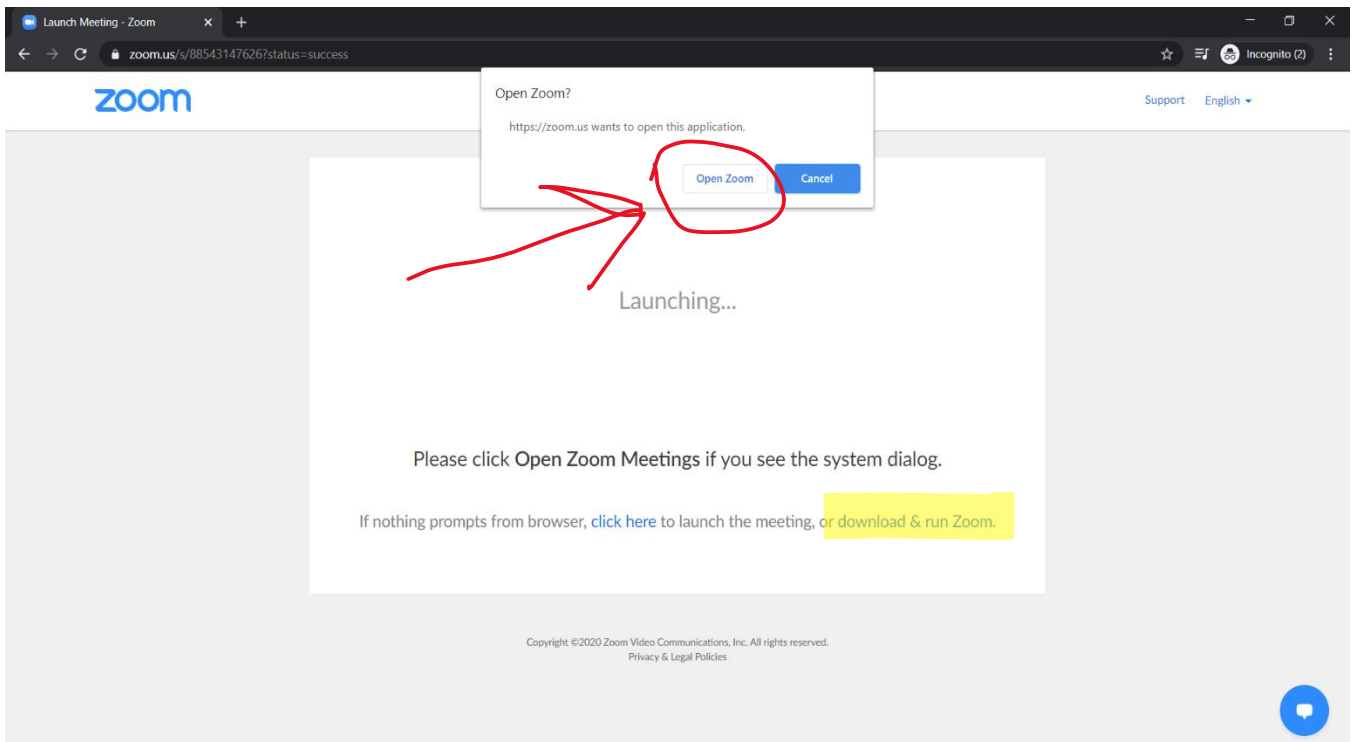 Launch Meeting - Zoom
zoom.us/s/88543147626?status=success
Incognito (2)
zoom
Support English
Open Zoom?
https://zoom.us wants to open this application.
Open Zoom Cancel
Launching...
Please click Open Zoom Meetings if you see the system dialog.
If nothing prompts from browser, click here to launch the meeting, or download & run Zoom.
Copyright ©2020 Zoom Video Communications, Inc. All rights reserved.
Privacy & Legal Policies